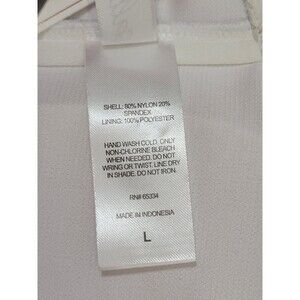 SHELL: 80% NYLON 20%
SPANDEX
LINING: 100% POLYESTER
HAND WASH COLD. ONLY
NON-CHLORINE BLEACH
WHEN NEEDED. DO NOT
WRING OR TWIST. LINE DRY
IN SHADE. DO NOT IRON.
RN# 65334
MADE IN INDONESIA
L